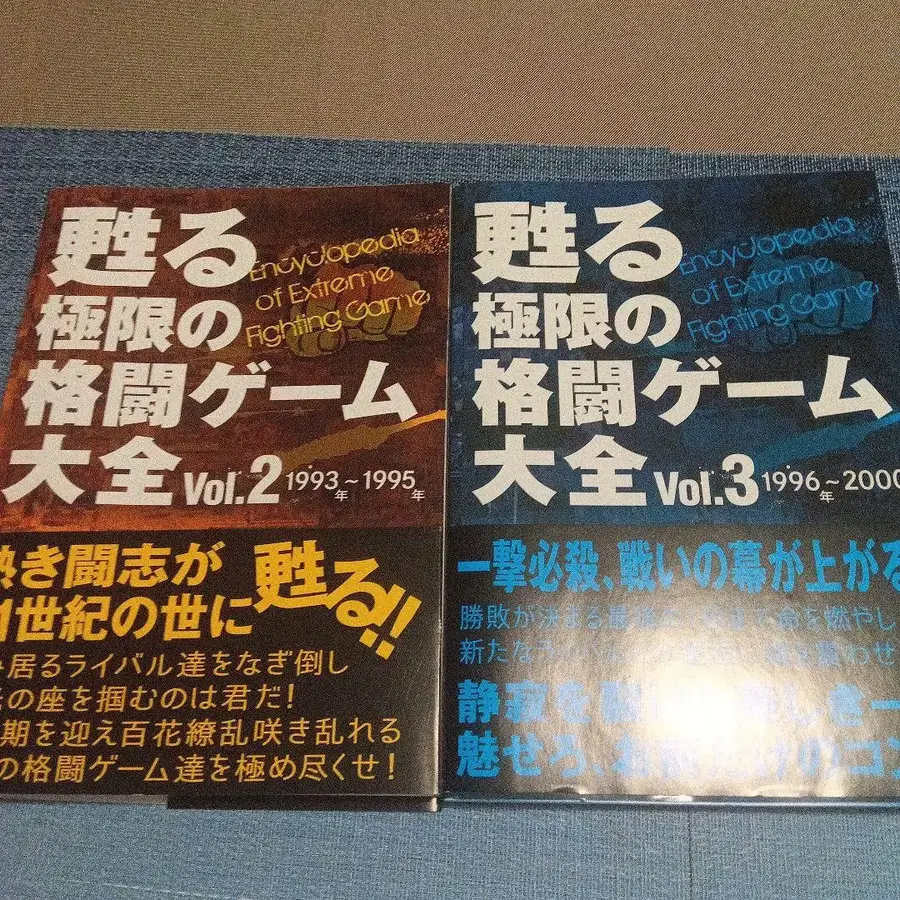 甦る
極限の
格闘ゲーム
大全 Vol.2 1993年~1995年
Encyclopedia
of Extreme
Fighting Game
き闘志が
世紀の世に甦る!!
居るライバル達をなぎ倒し
の座を掴むのは君だ!
期を迎え百花繚乱咲き乱れる
の格闘ゲーム達を極め尽くせ!
甦る
極限の
格闘ゲーム
大全 Vol.3 1996年~2000
Encyclopedia
of Extreme
Fighting Game
一撃必殺、戦いの幕が上がる
勝敗が決まる最
を燃やし
新たな
わせ
静寂を
魅せろ、